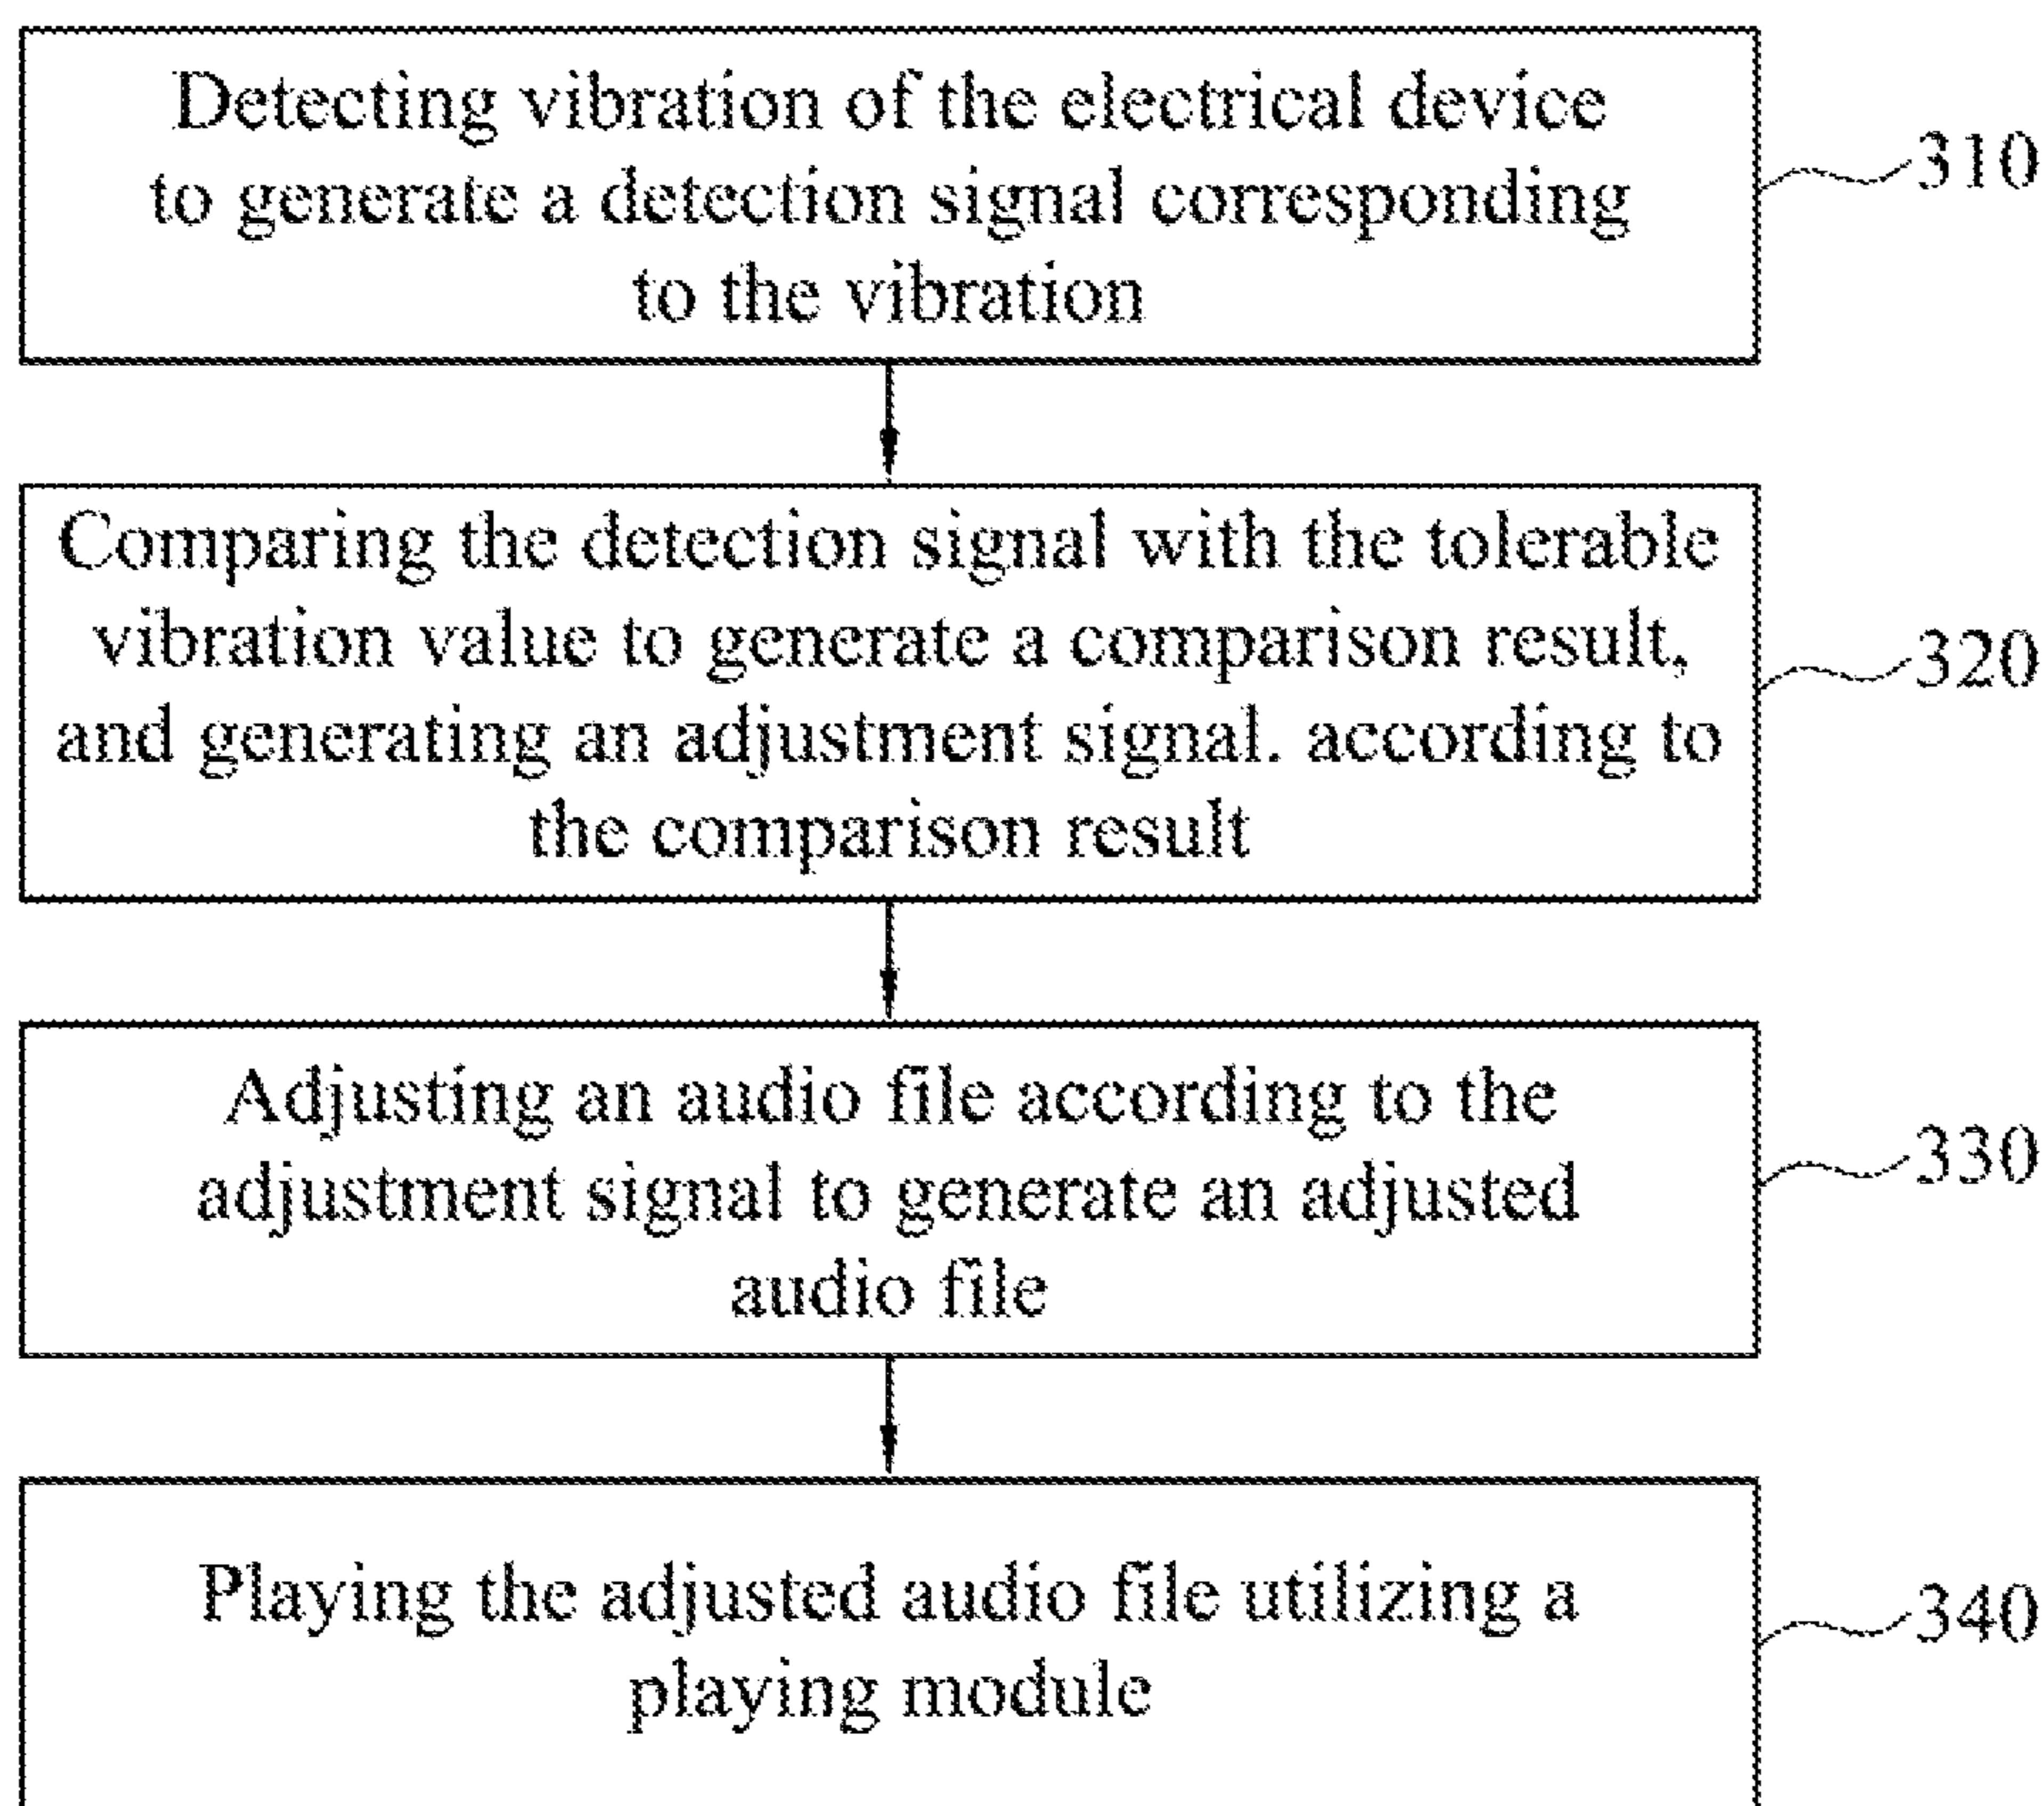 Detecting vibration of the electrical device
to generate a detection signal corresponding
to the vibration
310
Comparing the detection signal with the tolerable
vibration value to generate a comparison result,
and generating an adjustment signal. according to
the comparison result
320
Adjusting an audio file according to the
adjustment signal to generate an adjusted
audio file
330
Playing the adjusted audio file utilizing a
playing module
340